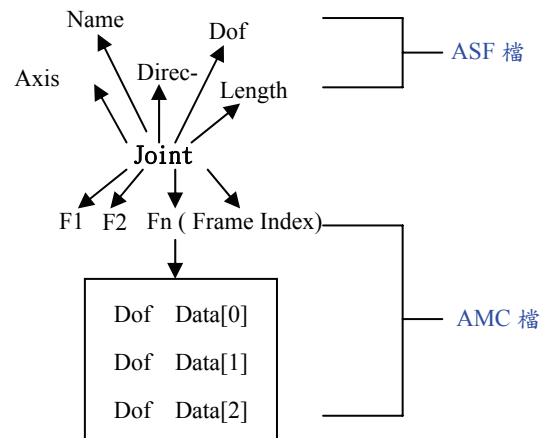 Name
Dof
ASF 檔
Axis
Direc-
Length
Joint
F1 F2 Fn ( Frame Index)
Dof Data[0]
AMC 檔
Dof Data[1]
Dof Data[2]